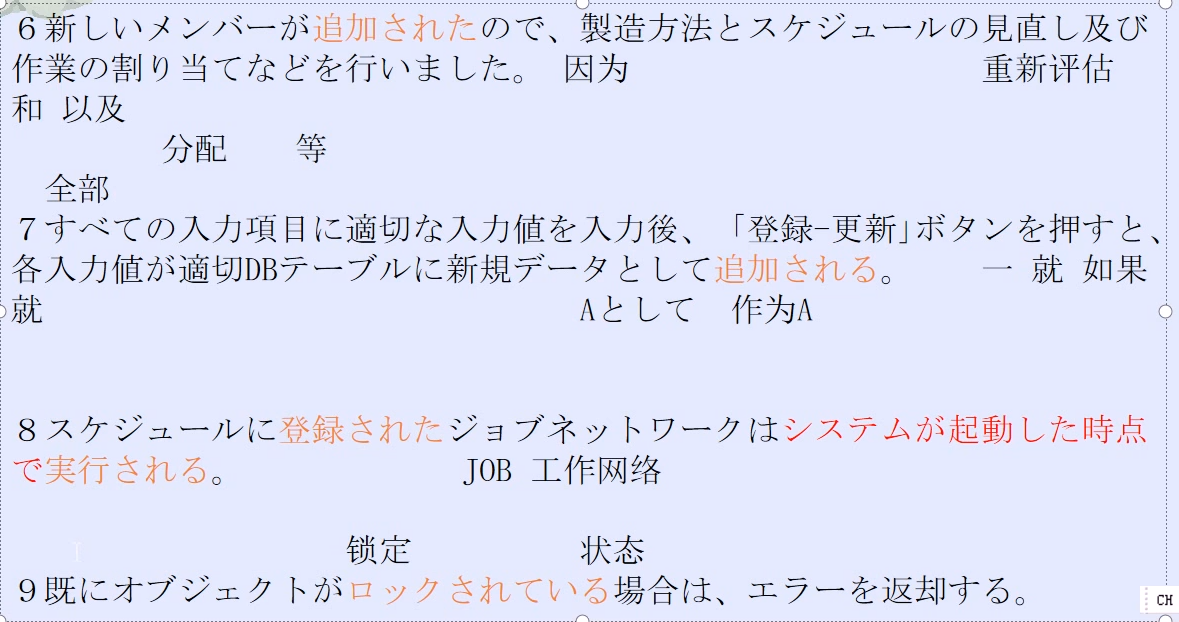 ６新しいメンバーが追加されたので、製造方法とスケジュールの見直し及び
作業の割り当てなどを行いました。 因为 重新评估
和 以及
分配 等
全部
７すべての入力項目に適切な入力値を入力後、「登録−更新」ボタンを押すと、
各入力値が適切DBテーブルに新規データとして追加される。 一 就 如果
就 Aとして 作为A
８スケジュールに登録されたジョブネットワークはシステムが起動した時点
で実行される。 JOB 工作网络
锁定 状态
９既にオブジェクトがロックされている場合は、エラーを返却する。
CH